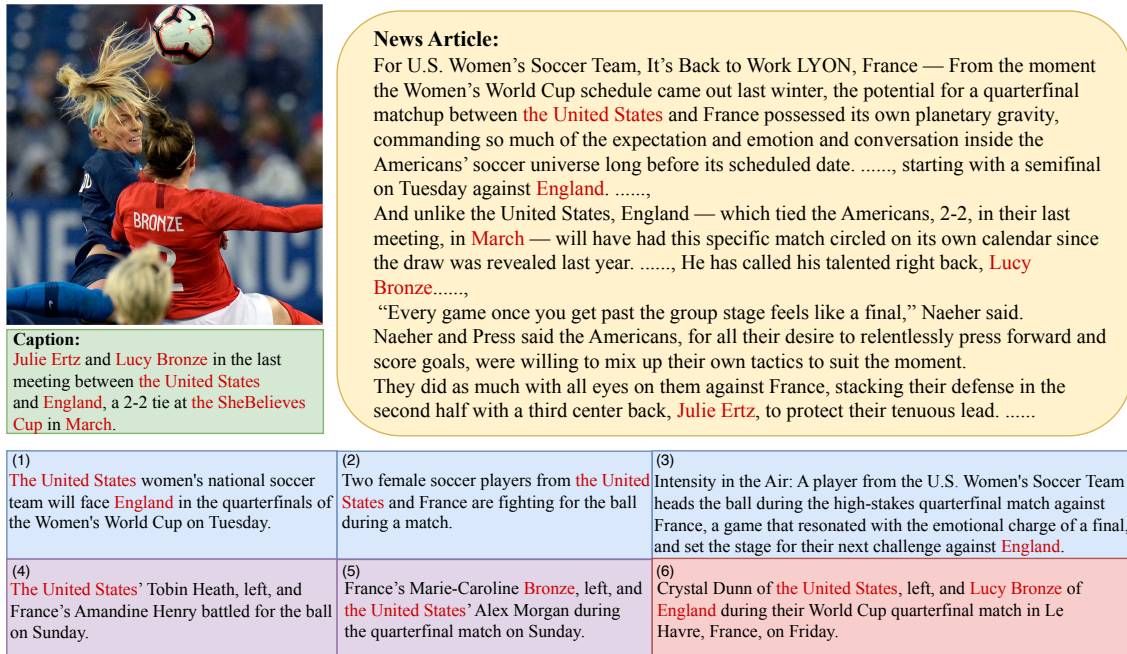 BRONZE
2
News Article:
For U.S. Women's Soccer Team, It's Back to Work LYON, France — From the moment
the Women's World Cup schedule came out last winter, the potential for a quarterfinal
matchup between the United States and France possessed its own planetary gravity,
commanding so much of the expectation and emotion and conversation inside the
Americans' soccer universe long before its scheduled date. ......, starting with a semifinal
on Tuesday against England. ......,
And unlike the United States, England — which tied the Americans, 2-2, in their last
meeting, in March — will have had this specific match circled on its own calendar since
the draw was revealed last year. ......, He has called his talented right back, Lucy
Bronze......,
“Every game once you get past the group stage feels like a final,” Naeher said.
Naeher and Press said the Americans, for all their desire to relentlessly press forward and
score goals, were willing to mix up their own tactics to suit the moment.
They did as much with all eyes on them against France, stacking their defense in the
second half with a third center back, Julie Ertz, to protect their tenuous lead. ......
Caption:
Julie Ertz and Lucy Bronze in the last
meeting between the United States
and England, a 2-2 tie at the SheBelieves
Cup in March.
(1)
The United States women's national soccer
team will face England in the quarterfinals of
the Women's World Cup on Tuesday.
(2)
Two female soccer players from the United
States and France are fighting for the ball
during a match.
(3)
Intensity in the Air: A player from the U.S. Women's Soccer Team
heads the ball during the high-stakes quarterfinal match against
France, a game that resonated with the emotional charge of a final,
and set the stage for their next challenge against England.
(4)
The United States' Tobin Heath, left, and
France's Amandine Henry battled for the ball
on Sunday.
(5)
France's Marie-Caroline Bronze, left, and
the United States' Alex Morgan during
the quarterfinal match on Sunday.
(6)
Crystal Dunn of the United States, left, and Lucy Bronze of
England during their World Cup quarterfinal match in Le
Havre, France, on Friday.